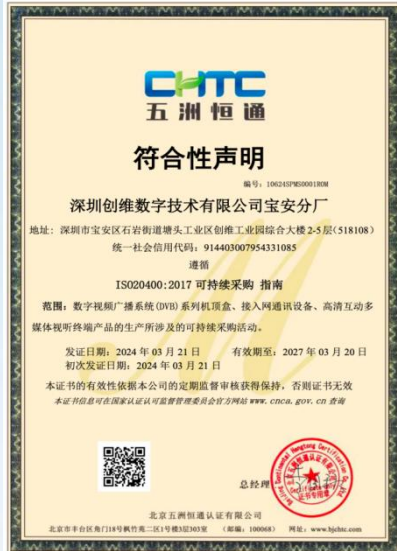 CHTC
五洲恒通
符合性声明
编号：10624SPM50001R0M
深圳创维数字技术有限公司宝安分厂
地址：深圳市宝安区石岩街道塘头工业区创维工业园综合大楼2-5层(518108)
统一社会信用代码：914403007954331085
遵循
ISO20400:2017 可持续采购 指南
范围：数字视频广播系统(DVB)系列机顶盒、接入网通讯设备、高清互动多
媒体视听终端产品的生产所涉及的可持续采购活动。
发证日期：2024 年 03 月 21 日 有效期至：2027 年 03 月 20 日
初次发证日期：2024 年 03 月 21 日
本证书的有效性依据本公司的定期监督审核获得保持，否则证书无效
本证书信息可在国家认证认可监督管理委员会官方网站 www.cnca.gov.cn 查询
总经理
证书专用章
北京五洲恒通认证有限公司
北京市丰台区角门18号枫竹苑二区1号楼3层303室 （邮编：100068） 网址：www.bjchtc.com